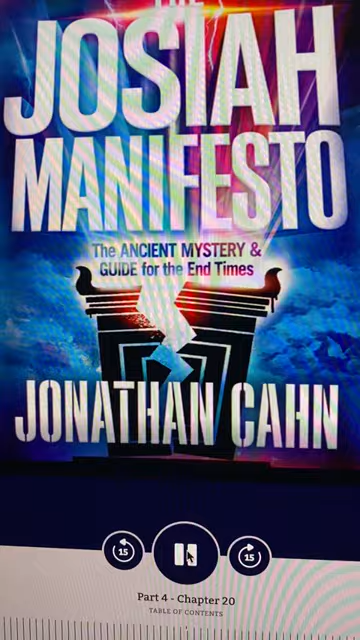 THE
JOSIAH
MANIFESTO
The ANCIENT MYSTERY &
GUIDE for the End Times
JONATHAN CAHN
15
15
Part 4 - Chapter 20
TABLE OF CONTENTS